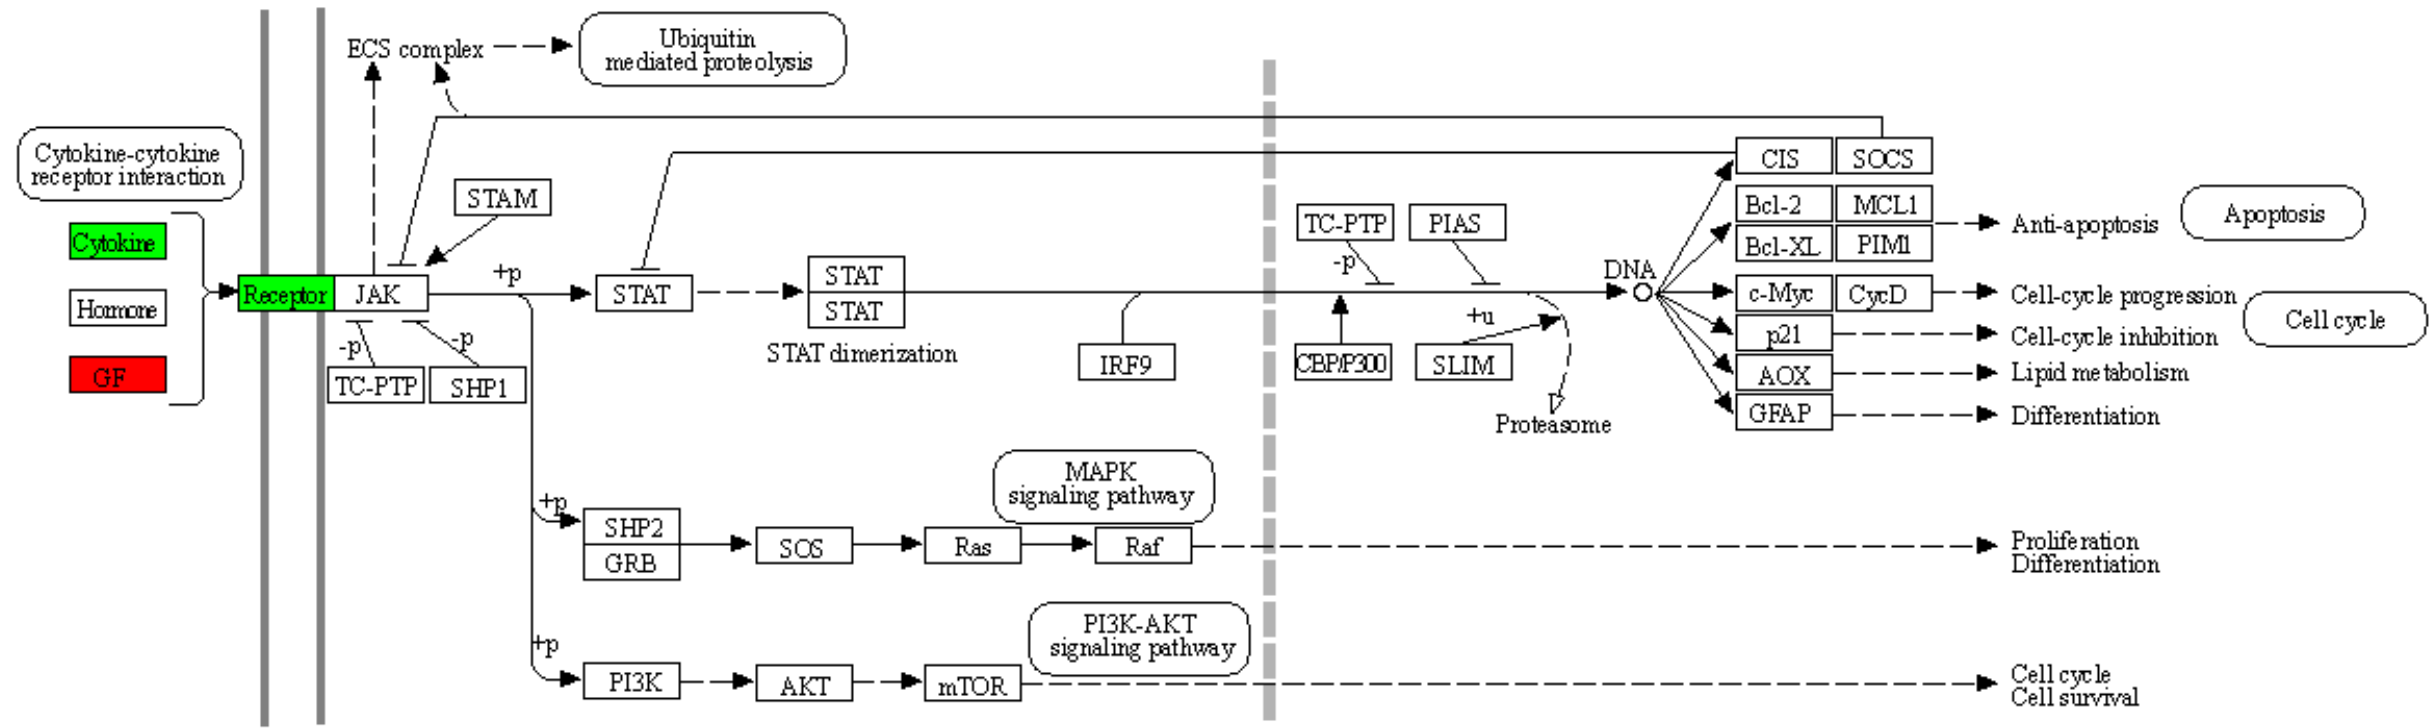 ECS complex
Ubiquitin
mediated proteolysis
Cytokine-cytokine
receptor interaction
CIS
SOCS
STAM
Bcl-2
MCL1
TC-PTP
PIAS
Anti-apoptosis
Apoptosis
Cytokine
Bcl-XL
PIM1
-p
+p
STAT
DNA
Receptor
JAK
STAT
c-Myc
CycD
Cell-cycle progression
Hormone
STAT
+u
Cell cycle
p21
Cell-cycle inhibition
-p
-p
STAT dimerization
IRF9
CBP/P300
SLIM
AOX
Lipid metabolism
GF
TC-PTP
SHP1
GFAP
Differentiation
Proteasome
MAPK
signaling pathway
+p
SHP2
GRB
SOS
Ras
Raf
Proliferation
Differentiation
PI3K-AKT
signaling pathway
+p
PI3K
AKT
mTOR
Cell cycle
Cell survival